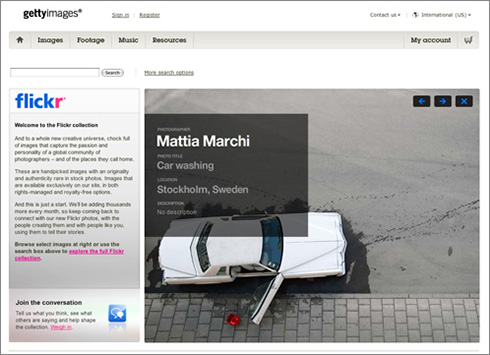 gettyimages®
Sign in | Register
Contact us
International (US)
Images
Footage
Music
Resources
My account
Search
More search options
flickr
Welcome to the Flickr collection
And to a whole new creative universe, chock full
of images that capture the passion and
personality of a global community of
photographers – and of the places they call home.
These are handpicked images with an originality
and authenticity rare in stock photos. Images that
are available exclusively on our site, in both
rights-managed and royalty-free options.
And this is just a start. We'll be adding thousands
more every month, so keep coming back to
connect with our new Flickr photos, with the
people creating them and with people like you,
using them to tell their stories.
Browse select images at right or use the
search box above to explore the full Flickr
collection.
Join the conversation
Tell us what you think, see what
others are saying and help shape
the collection. Weigh in.
PHOTOGRAPHER
Mattia Marchi
PHOTO TITLE
Car washing
LOCATION
Stockholm, Sweden
DESCRIPTION
No description